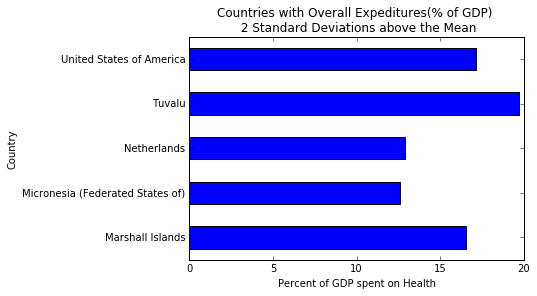 Countries with Overall Expeditures(% of GDP)
2 Standard Deviations above the Mean
Country
United States of America
Tuvalu
Netherlands
Micronesia (Federated States of)
Marshall Islands
0 5 10 15 20
Percent of GDP spent on Health